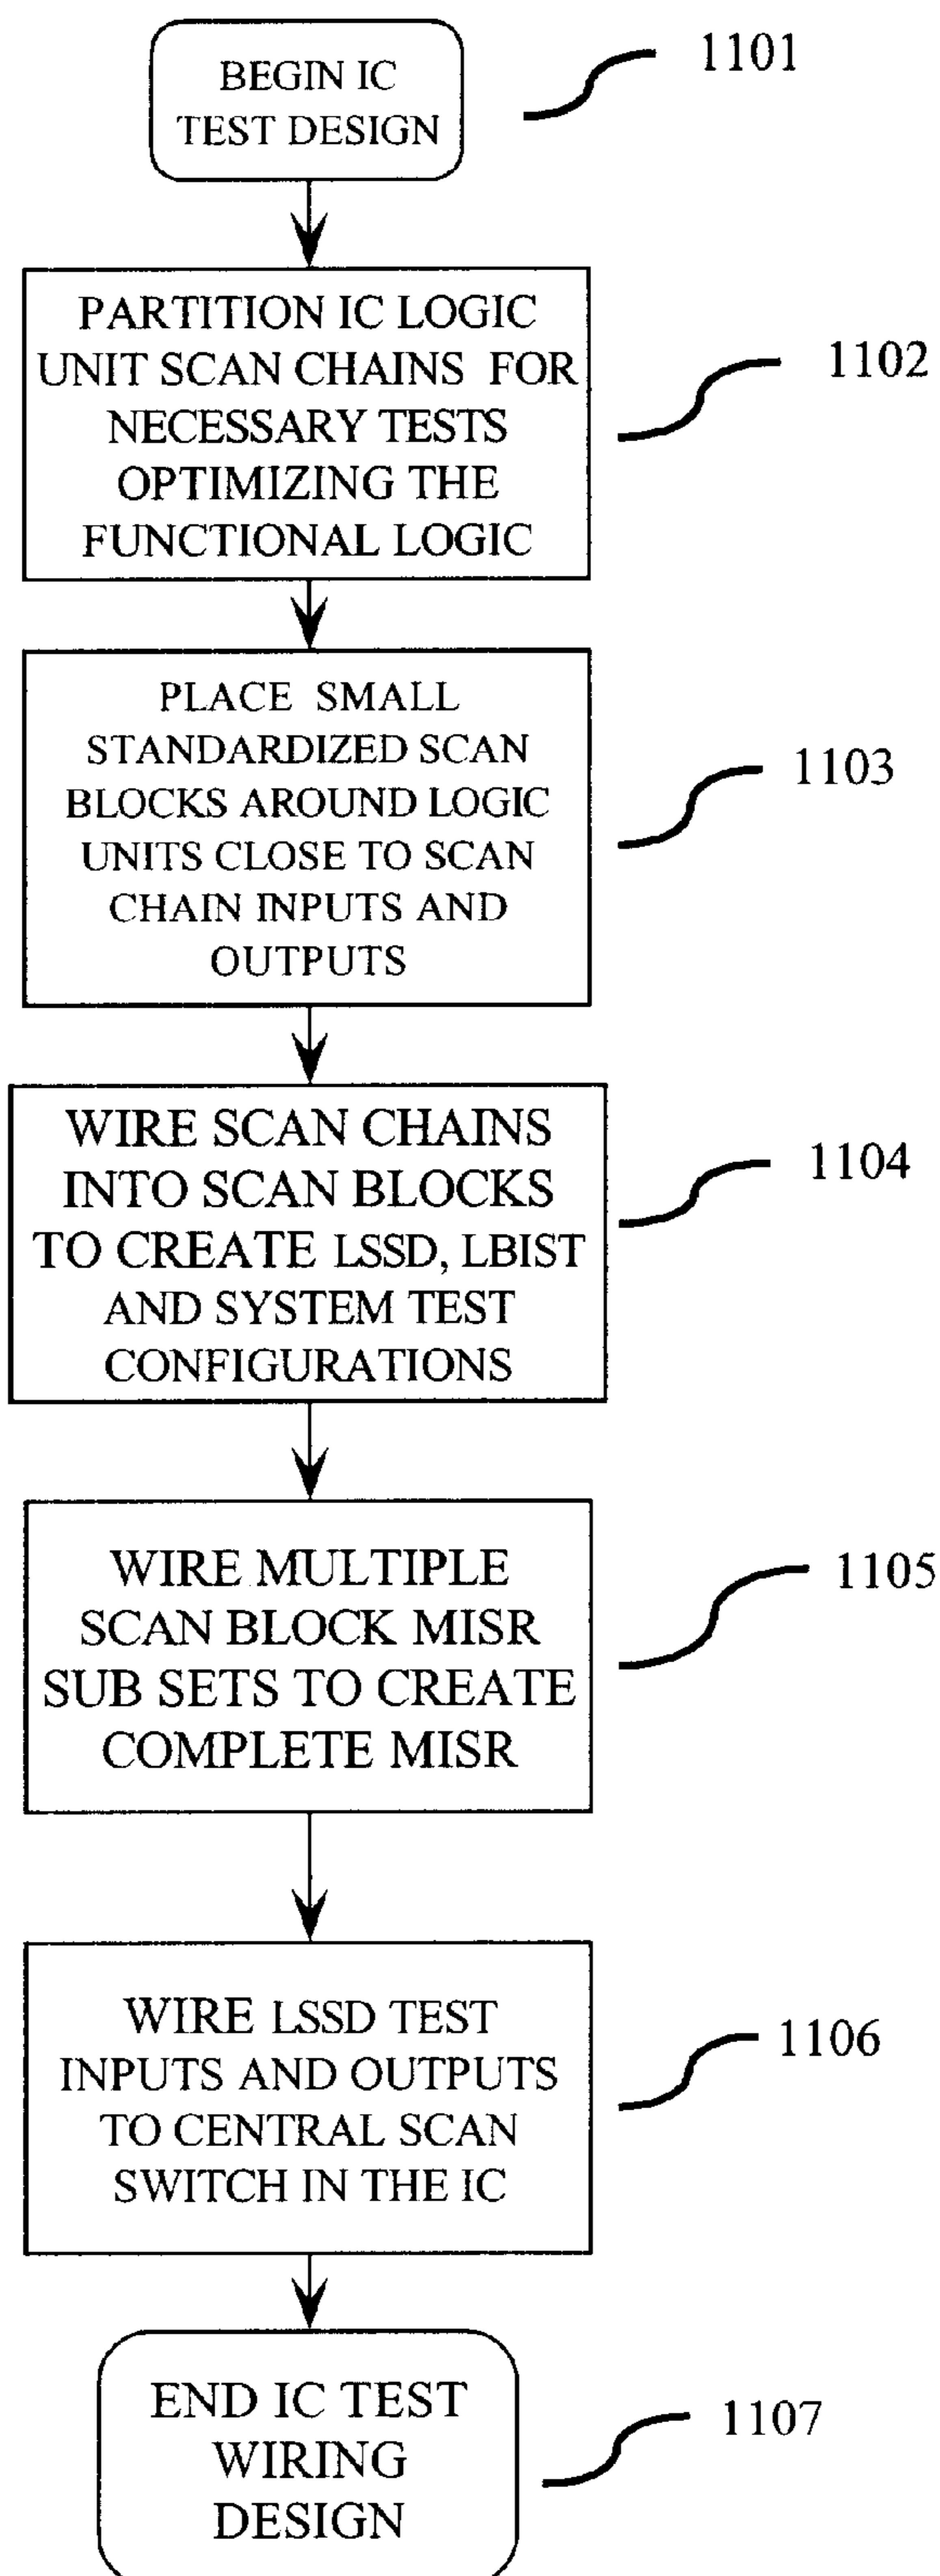 BEGIN IC
TEST DESIGN
1101
PARTITION IC LOGIC
UNIT SCAN CHAINS FOR
NECESSARY TESTS
OPTIMIZING THE
FUNCTIONAL LOGIC
1102
PLACE SMALL
STANDARDIZED SCAN
BLOCKS AROUND LOGIC
UNITS CLOSE TO SCAN
CHAIN INPUTS AND
OUTPUTS
1103
WIRE SCAN CHAINS
INTO SCAN BLOCKS
TO CREATE LSSD, LBIST
AND SYSTEM TEST
CONFIGURATIONS
1104
WIRE MULTIPLE
SCAN BLOCK MISR
SUB SETS TO CREATE
COMPLETE MISR
1105
WIRE LSSD TEST
INPUTS AND OUTPUTS
TO CENTRAL SCAN
SWITCH IN THE IC
1106
END IC TEST
WIRING
DESIGN
1107